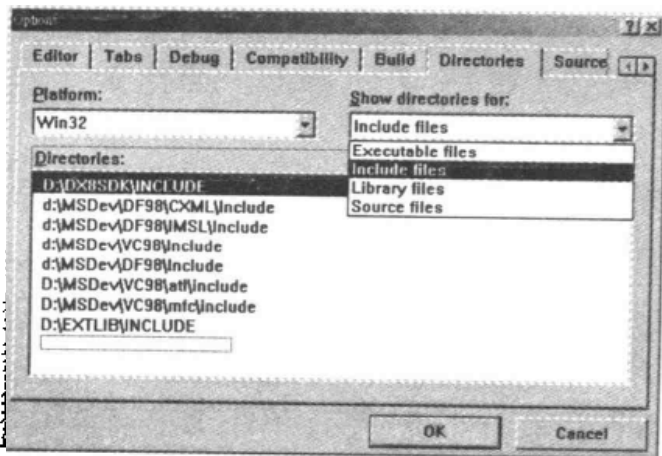 Options
Editor Tabs Debug Compatibility Build Directories Source
Platform: Show directories for:
Win32 Include files
Directories: Executable files
Include files
Library files
Source files
D:\DX8SDK\INCLUDE
d:\MSDev\DF98\CXML\Include
d:\MSDev\DF98\IMSL\Include
d:\MSDev\VC98\Include
d:\MSDev\DF98\Include
D:\MSDev\VC98\atl\include
D:\MSDev\VC98\mfc\include
D:\EXTLIB\INCLUDE
OK Cancel